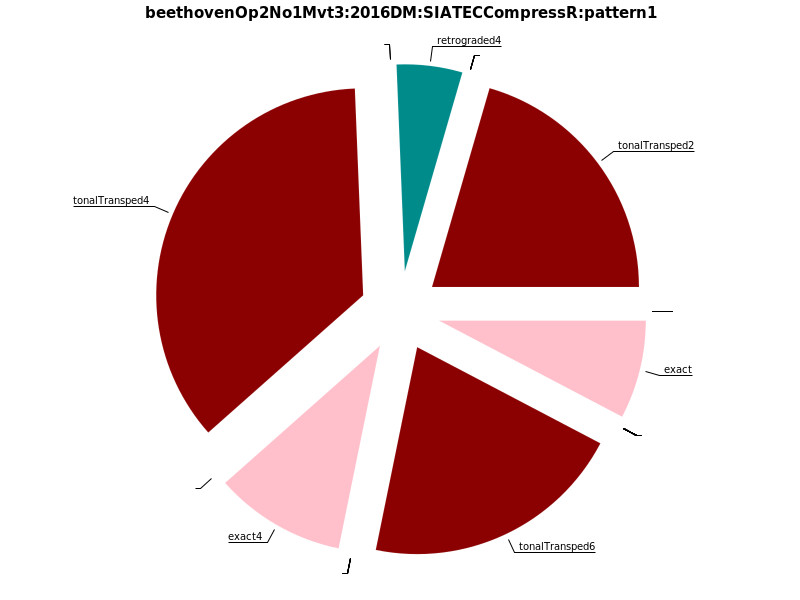 beethovenOp2No1Mvt3:2016DM:SIATECCompressR:pattern1
retrograded4
tonalTransped2
tonalTransped4
exact
exact4
tonalTransped6